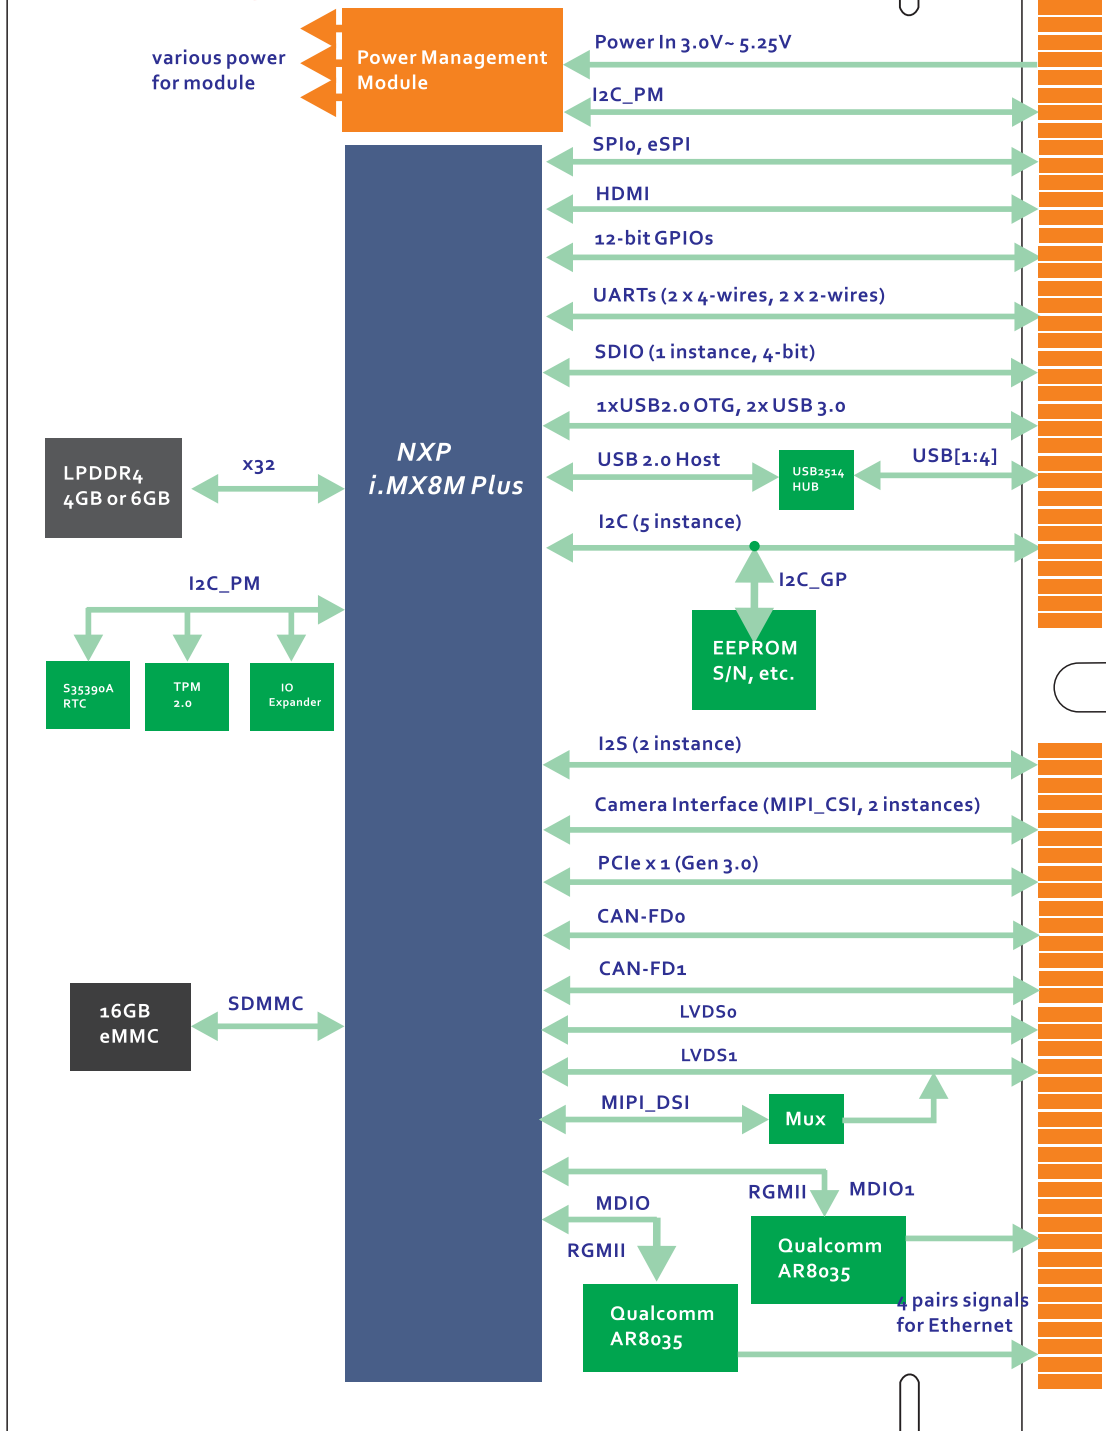 various power
for module
Power Management
Module
Power In 3.0V~ 5.25V
I2C_PM
SPI0, eSPI
HDMI
12-bit GPIOs
UARTs (2 x 4-wires, 2 x 2-wires)
SDIO (1 instance, 4-bit)
1xUSB2.0 OTG, 2x USB 3.0
NXP
i.MX8M Plus
LPDDR4
4GB or 6GB
x32
USB 2.0 Host
USB2514
HUB
USB[1:4]
I2C (5 instance)
I2C_GP
EEPROM
S/N, etc.
I2C_PM
S35390A
RTC
TPM
2.0
IO
Expander
I2S (2 instance)
Camera Interface (MIPI_CSI, 2 instances)
PCIe x 1 (Gen 3.0)
CAN-FD0
CAN-FD1
16GB
eMMC
SDMMC
LVDS0
LVDS1
MIPI_DSI
Mux
RGMII
MDIO1
MDIO
RGMII
Qualcomm
AR8035
Qualcomm
AR8035
4 pairs signals
for Ethernet